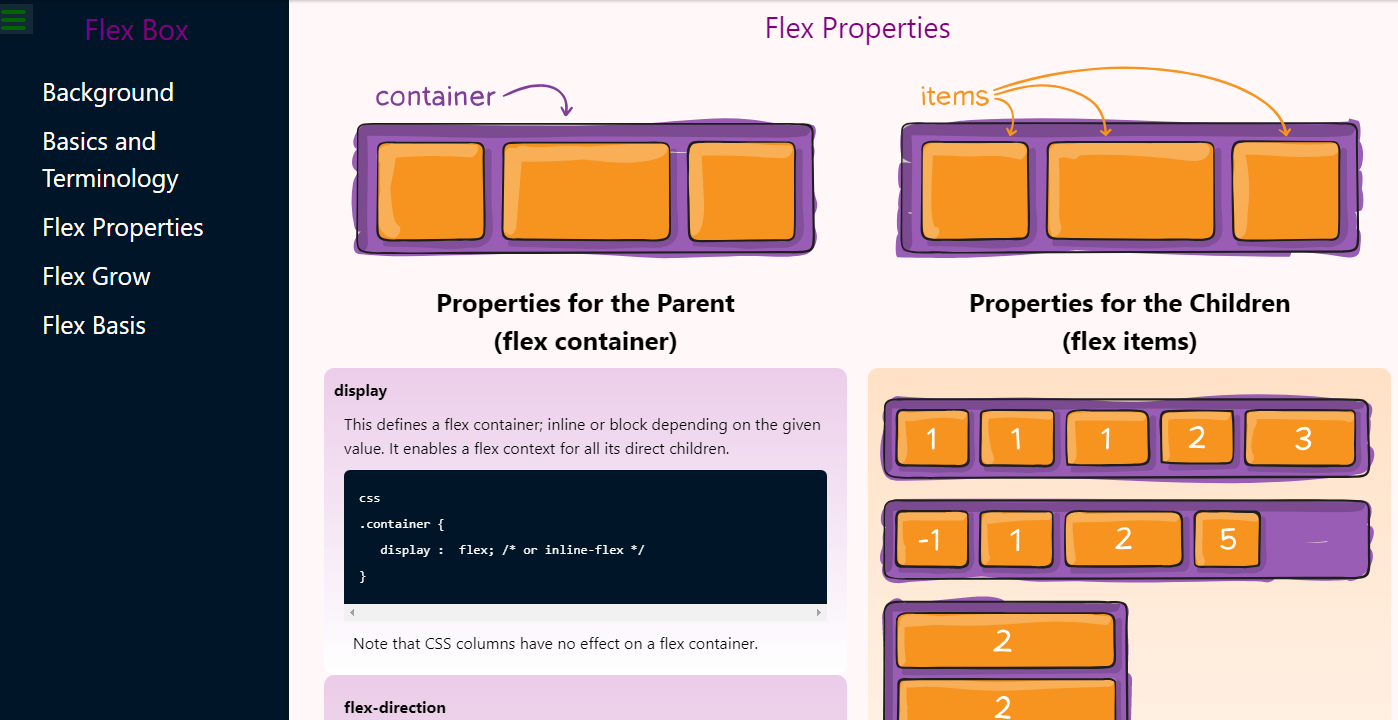 Flex Box
Background
Basics and
Terminology
Flex Properties
Flex Grow
Flex Basis
Flex Properties
container
items
Properties for the Parent
(flex container)
display
This defines a flex container; inline or block depending on the given
value. It enables a flex context for all its direct children.
css
.container {
display :  flex; /* or inline-flex */
}
Note that CSS columns have no effect on a flex container.
flex-direction
Properties for the Children
(flex items)
1 1 1 2 3
-1 1 2 5
2
2